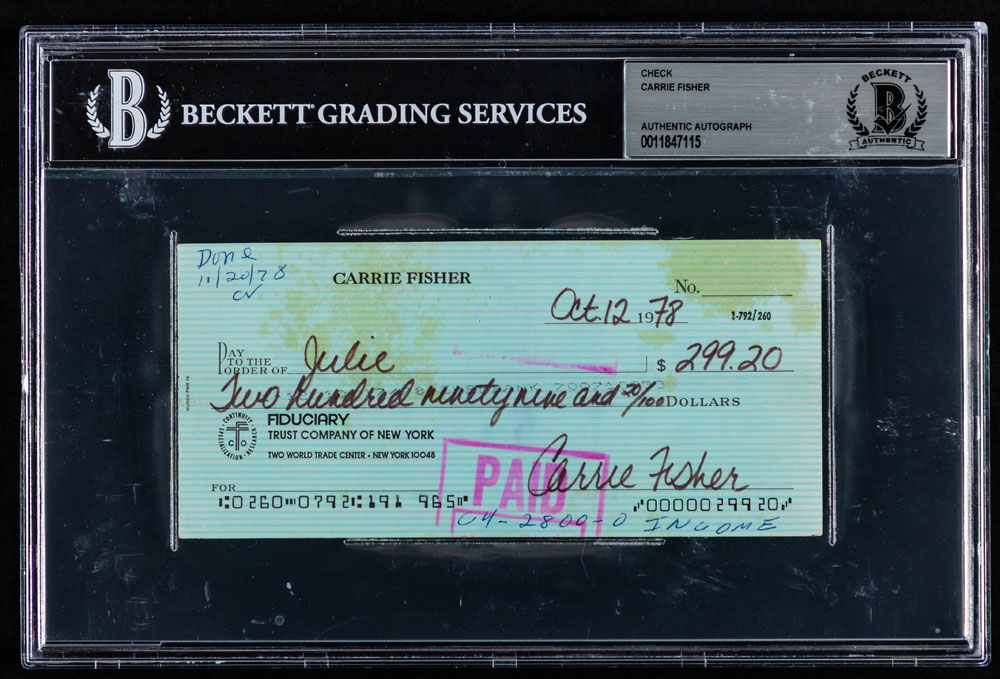 B BECKETT GRADING SERVICES
CHECK
CARRIE FISHER
AUTHENTIC AUTOGRAPH
0011847115
BECKETT
B
AUTHENTIC
Done
11/20/78
CARRIE FISHER
No.
Oct. 12 1978
1-792/260
PAY TO THE ORDER OF Julie $ 299.20
Two hundred ninetynine and 20/100 DOLLARS
CONTINUITY RESEARCH SPECIALIZATION
FIDUCIARY
TRUST COMPANY OF NEW YORK
TWO WORLD TRADE CENTER • NEW YORK 10048
PAID
Carrie Fisher
FOR
⑆0260⑉0792⑆191 965⑈ ⑈0000029920⑈
04-2800-0 INCOME